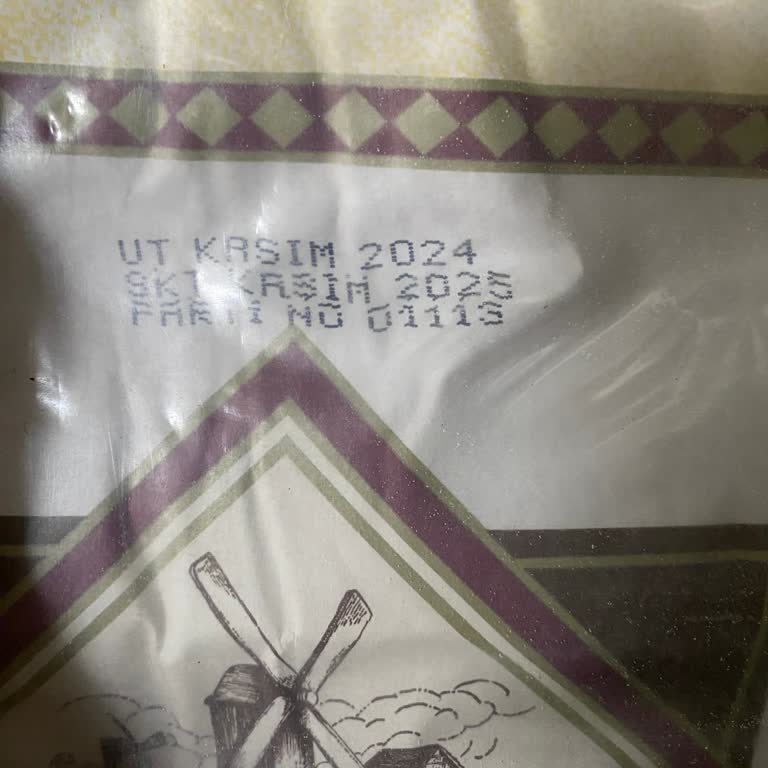 UT KASIM 2024
SKT KASIM 2025
PARTI NO 01113